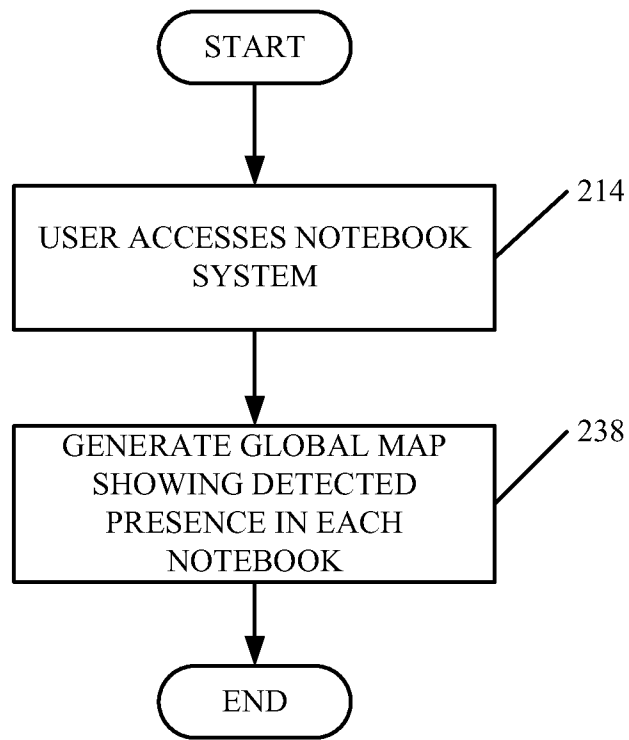 START
214
USER ACCESSES NOTEBOOK
SYSTEM
238
GENERATE GLOBAL MAP
SHOWING DETECTED
PRESENCE IN EACH
NOTEBOOK
END